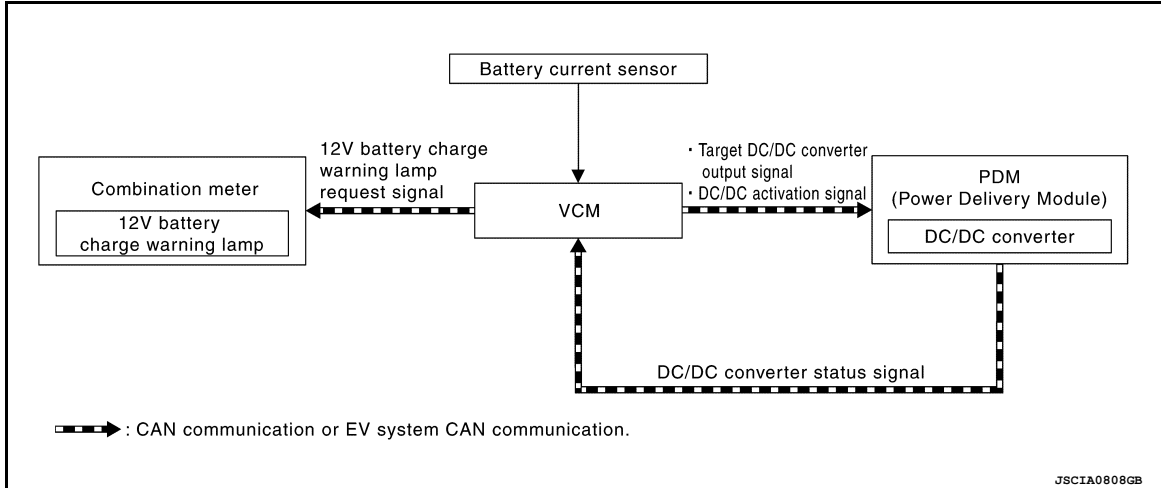 Battery current sensor
12V battery charge
warning lamp
request signal
・Target DC/DC converter
output signal
・DC/DC activation signal
Combination meter
12V battery
charge warning lamp
VCM
PDM
(Power Delivery Module)
DC/DC converter
DC/DC converter status signal
: CAN communication or EV system CAN communication.
JSCIA0808GB